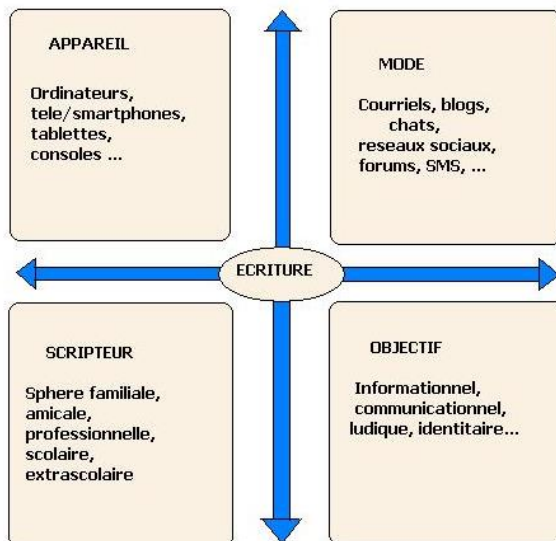 APPAREIL
Ordinateurs,
tele/smartphones,
tablettes,
consoles ...
MODE
Courriels, blogs,
chats,
reseaux sociaux,
forums, SMS, ...
ECRITURE
SCRIPTEUR
Sphere familiale,
amicale,
professionnelle,
scolaire,
extrascolaire
OBJECTIF
Informationnel,
communicationnel,
ludique, identitaire...